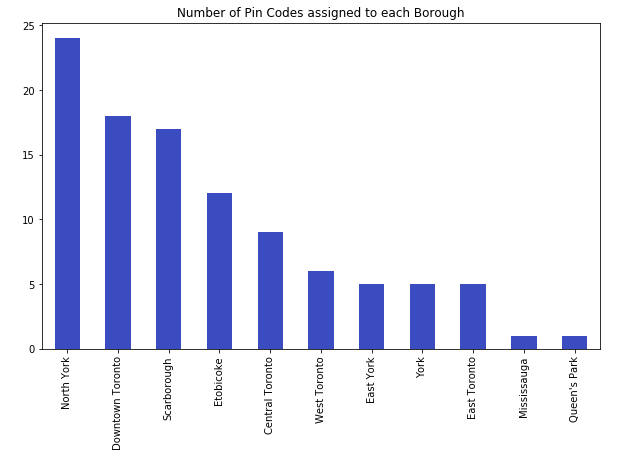 Number of Pin Codes assigned to each Borough
25
20
15
10
5
0
North York
Downtown Toronto
Scarborough
Etobicoke
Central Toronto
West Toronto
East York
York
East Toronto
Mississauga
Queen's Park